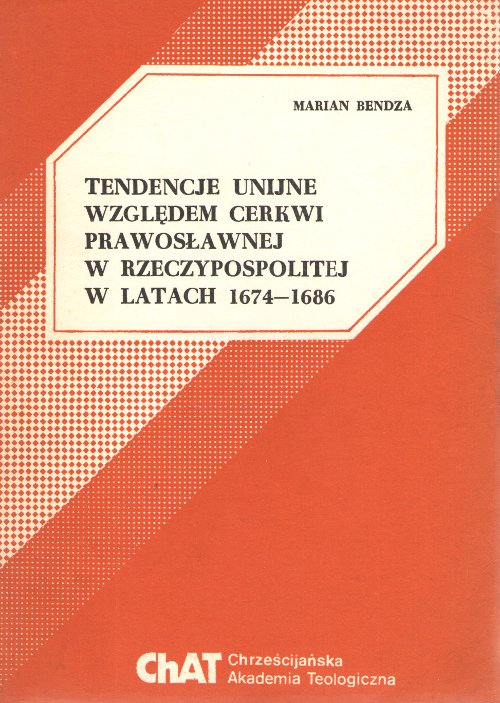 MARIAN BENDZA
TENDENCJE UNIJNE
WZGLĘDEM CERKWI
PRAWOSŁAWNEJ
W RZECZYPOSPOLITEJ
W LATACH 1674—1686
ChAT Chrześcijańska
Akademia Teologiczna